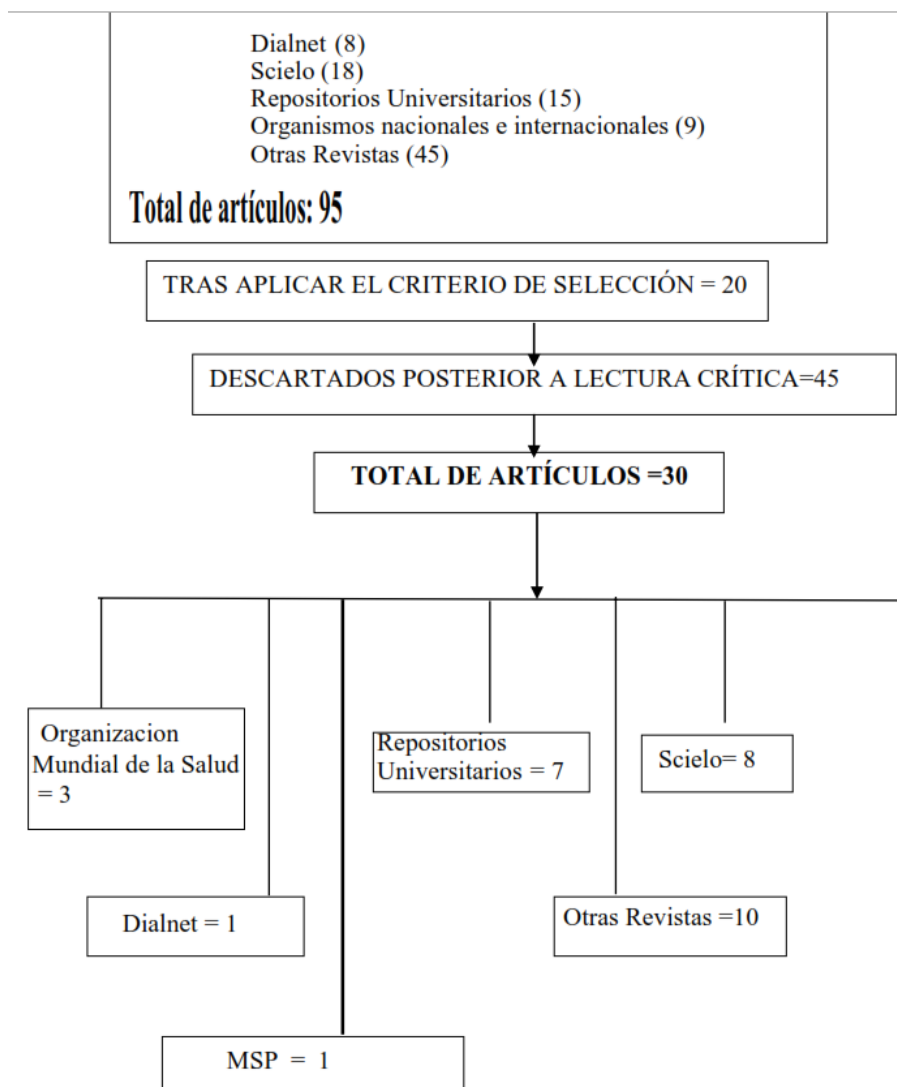 Dialnet (8)
Scielo (18)
Repositorios Universitarios (15)
Organismos nacionales e internacionales (9)
Otras Revistas (45)
Total de artículos: 95
TRAS APLICAR EL CRITERIO DE SELECCIÓN = 20
DESCARTADOS POSTERIOR A LECTURA CRÍTICA=45
TOTAL DE ARTÍCULOS =30
Organizacion
Mundial de la Salud
= 3
Repositorios
Universitarios = 7
Scielo= 8
Dialnet = 1
Otras Revistas =10
MSP = 1